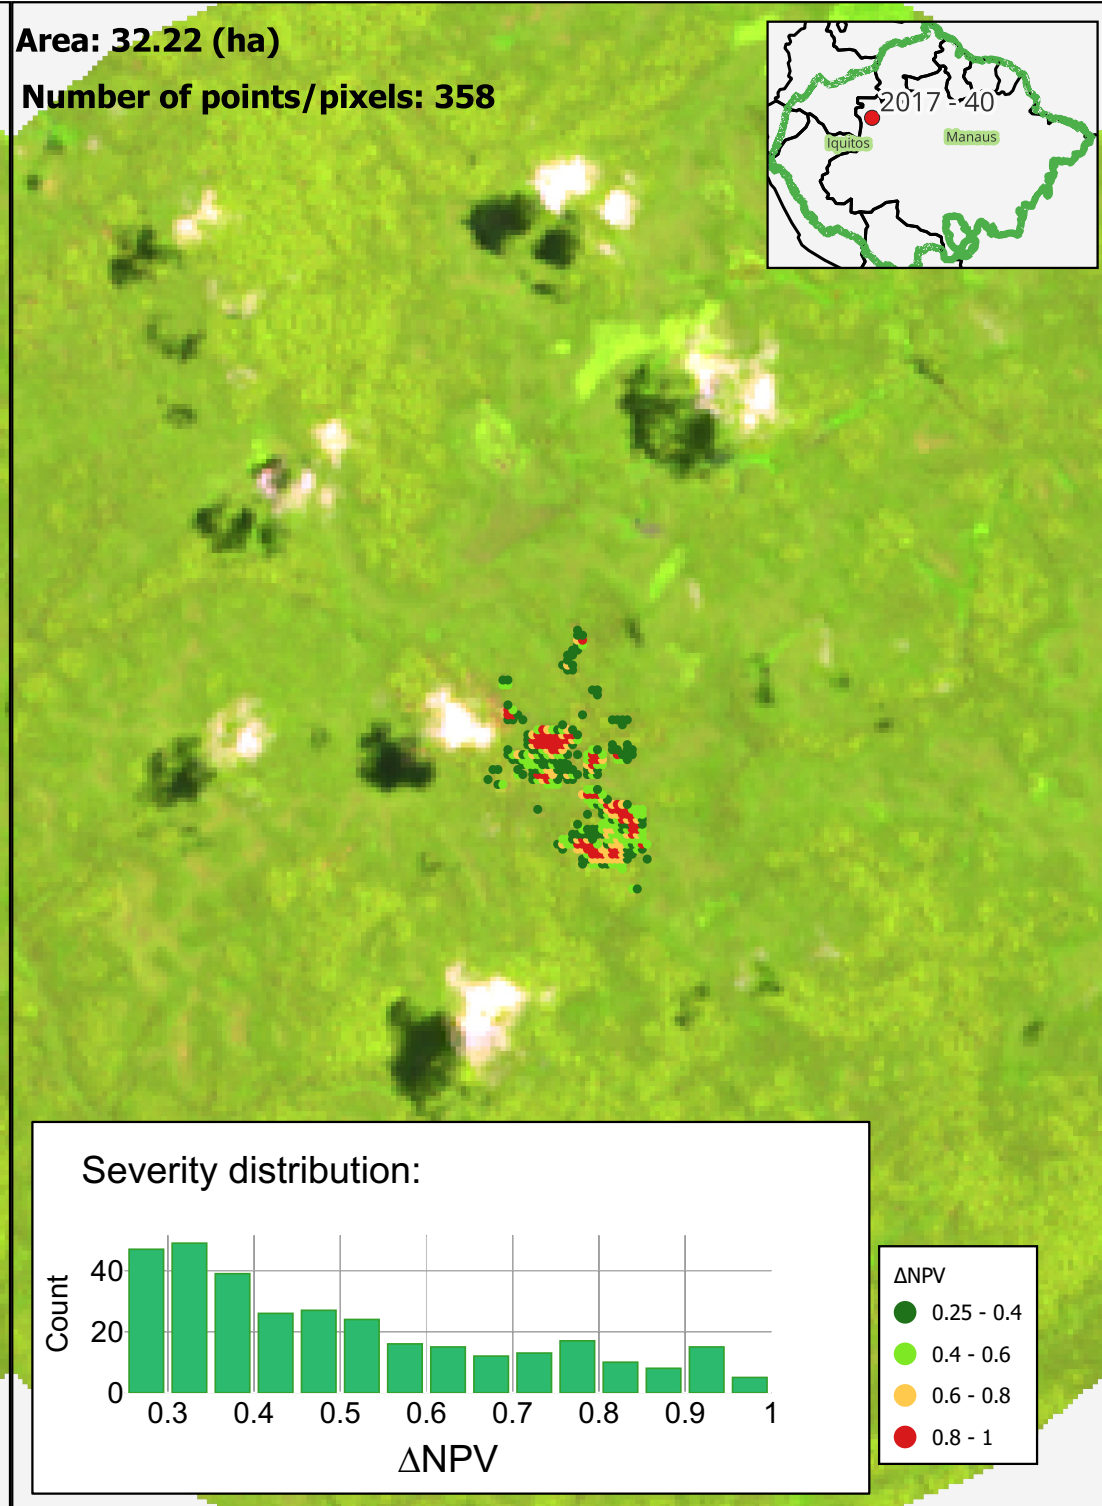 Area: 32.22 (ha)
Number of points/pixels: 358
2017 - 40
Iquitos
Manaus
Severity distribution:
Count
40
20
0
0.3 0.4 0.5 0.6 0.7 0.8 0.9 1
ΔNPV
ΔNPV
0.25 - 0.4
0.4 - 0.6
0.6 - 0.8
0.8 - 1